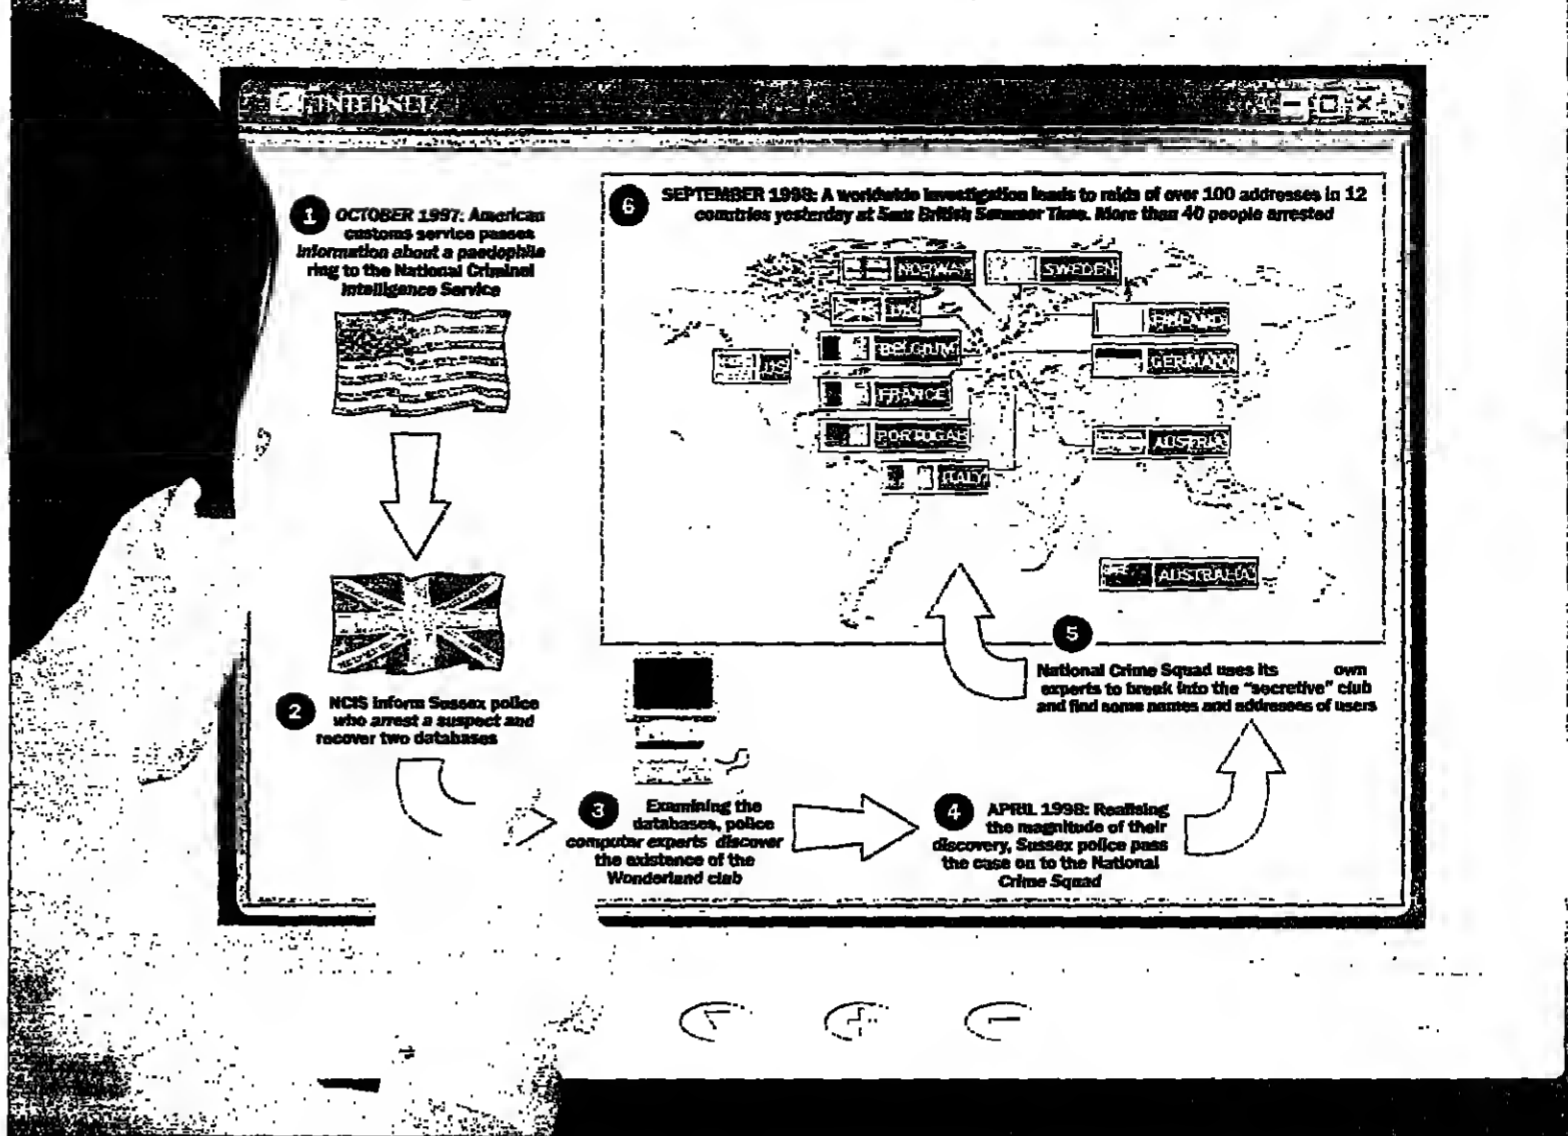 INTERNET
1
OCTOBER 1997: American
customs service passes
information about a paedophile
ring to the National Criminal
Intelligence Service
2
NCIS inform Sussex police
who arrest a suspect and
recover two databases
3
Examining the
databases, police
computer experts discover
the existence of the
Wonderland club
4
APRIL 1998: Realising
the magnitude of their
discovery, Sussex police pass
the case on to the National
Crime Squad
5
National Crime Squad uses its own
experts to break into the "secretive" club
and find some names and addresses of users
6
SEPTEMBER 1998: A worldwide investigation leads to raids of over 100 addresses in 12
countries yesterday at 5am British Summer Time. More than 40 people arrested
NORWAY
SWEDEN
UK
FINLAND
BELGIUM
GERMANY
US
FRANCE
PORTUGAL
AUSTRIA
ITALY
AUSTRALIA